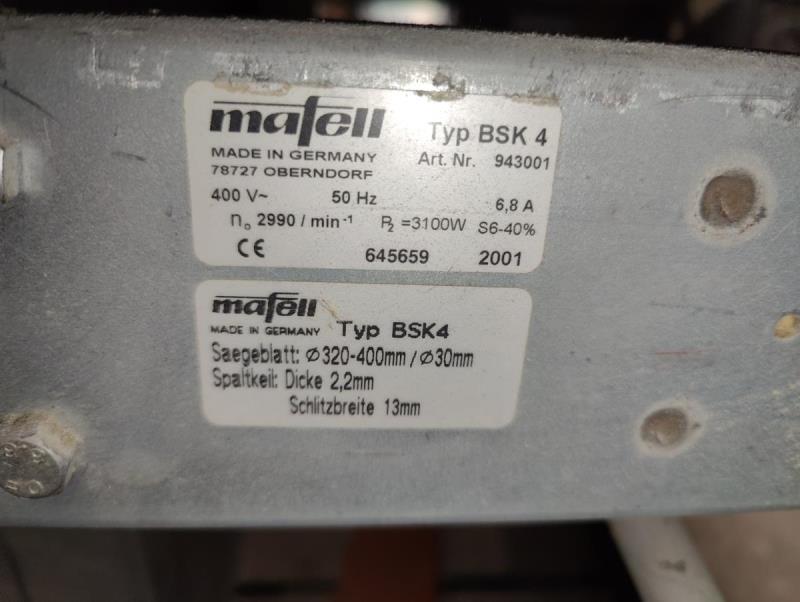 mafell Typ BSK 4
MADE IN GERMANY Art. Nr. 943001
78727 OBERNDORF
400 V~ 50 Hz 6,8 A
n₀ 2990 / min⁻¹ P₂ =3100W S6-40%
CE 645659 2001
mafell
MADE IN GERMANY Typ BSK4
Saegeblatt: Ø320-400mm / Ø30mm
Spaltkeil: Dicke 2,2mm
Schlitzbreite 13mm